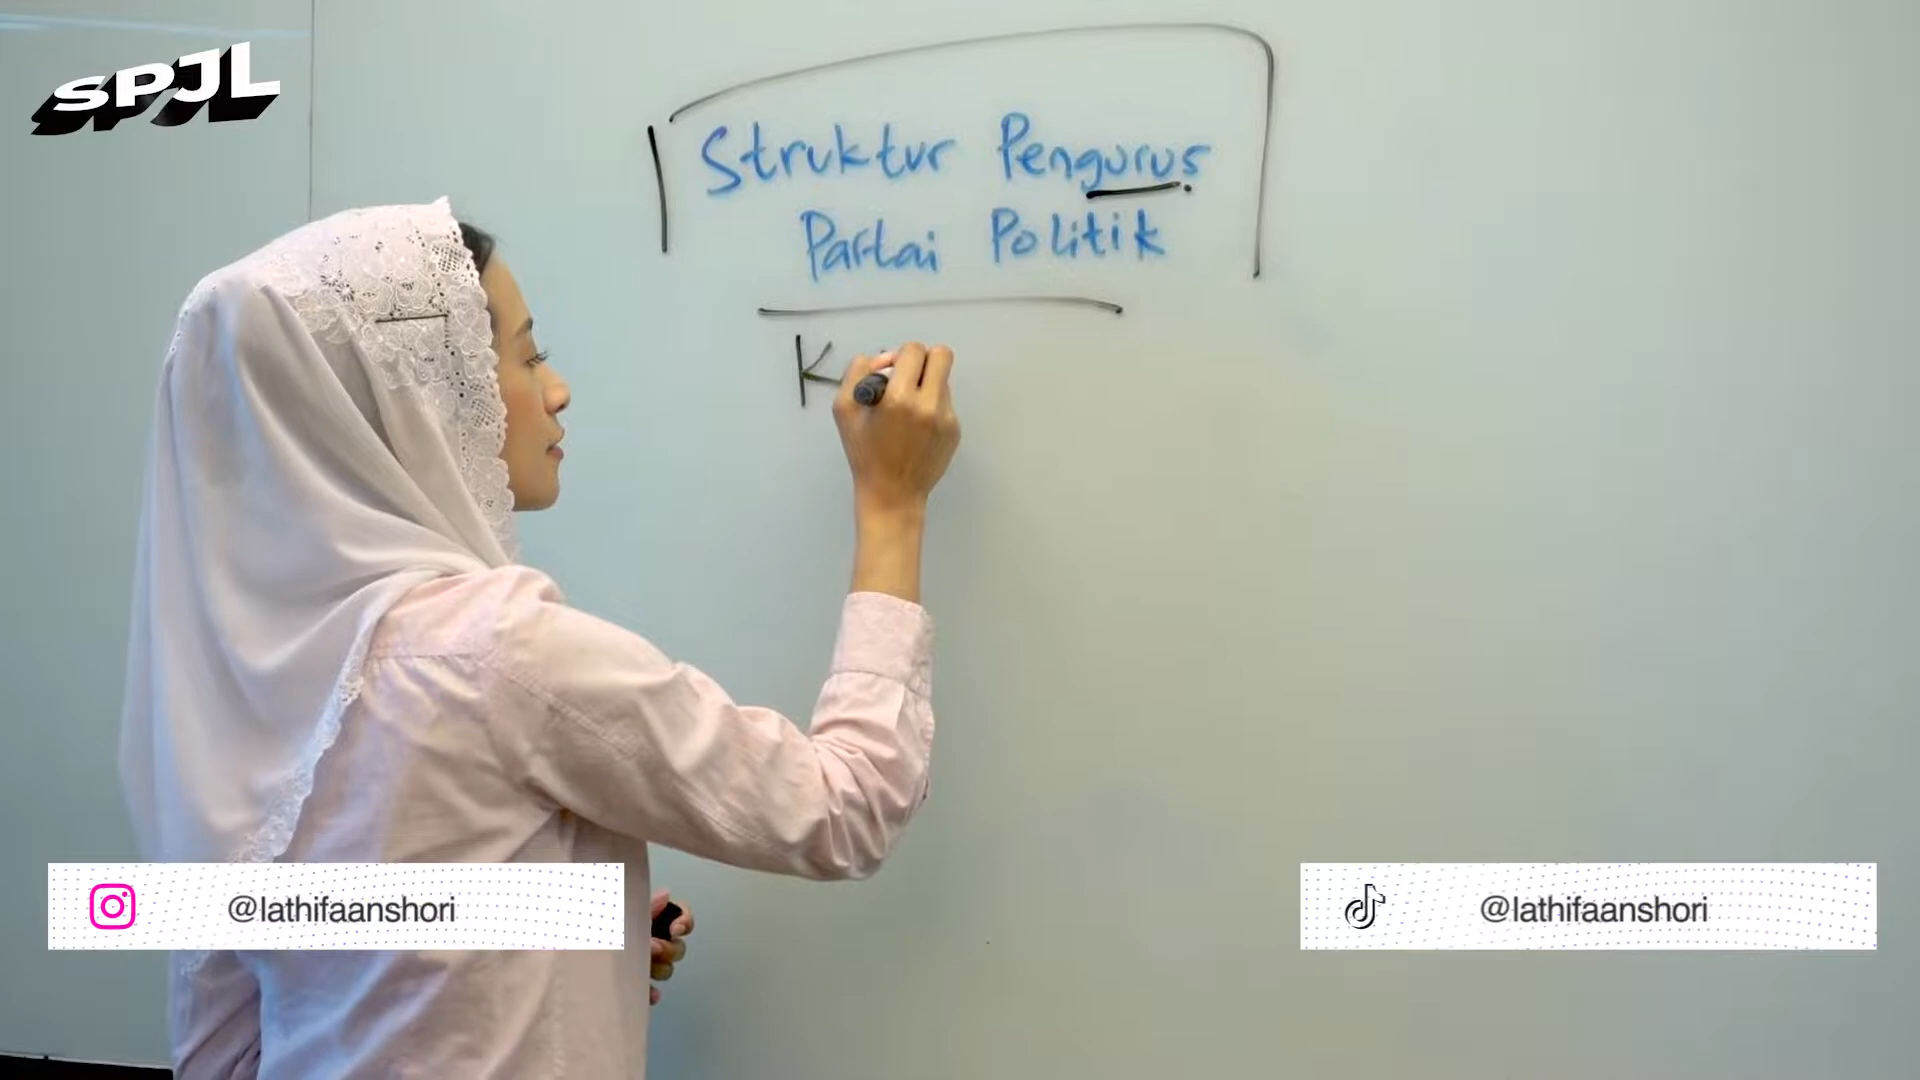 SPJL
Struktur Pengurus
Partai Politik
K
@lathifaanshori
@lathifaanshori